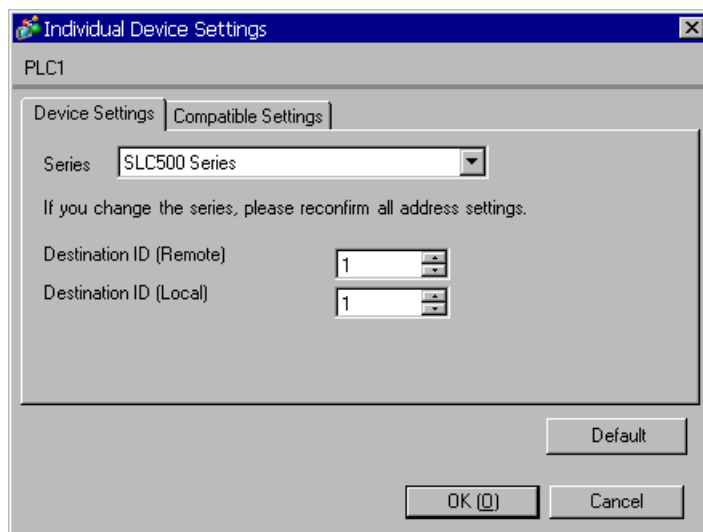 Individual Device Settings
PLC1
Device Settings Compatible Settings
Series SLC500 Series
If you change the series, please reconfirm all address settings.
Destination ID (Remote) 1
Destination ID (Local) 1
Default
OK (O) Cancel